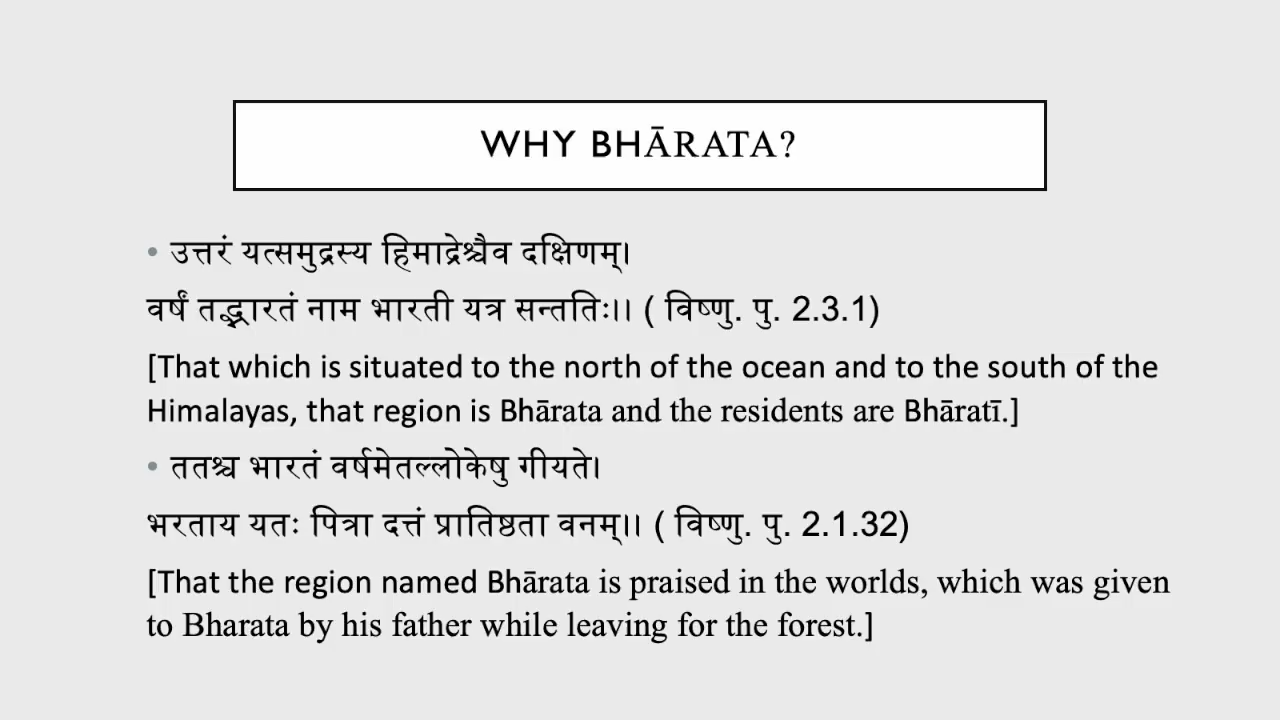 WHY BHĀRATA?
• उत्तरं यत्समुद्रस्य हिमाद्रेश्चैव दक्षिणम्।
वर्षं तद्भारतं नाम भारती यत्र सन्ततिः।। ( विष्णु. पु. 2.3.1)
[That which is situated to the north of the ocean and to the south of the
Himalayas, that region is Bhārata and the residents are Bhāratī.]
• ततश्च भारतं वर्षमेतल्लोकेषु गीयते।
भरताय यतः पित्रा दत्तं प्रातिष्ठता वनम्।। ( विष्णु. पु. 2.1.32)
[That the region named Bhārata is praised in the worlds, which was given
to Bharata by his father while leaving for the forest.]